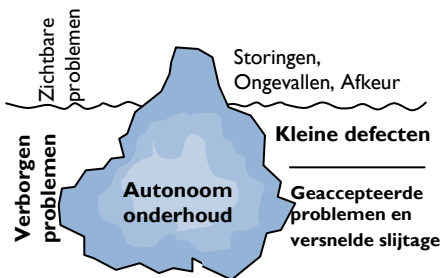 Zichtbare
problemen
Storingen,
Ongevallen, Afkeur
Verborgen
problemen
Autonoom
onderhoud
Kleine defecten
Geaccepteerde
problemen en
versnelde slijtage